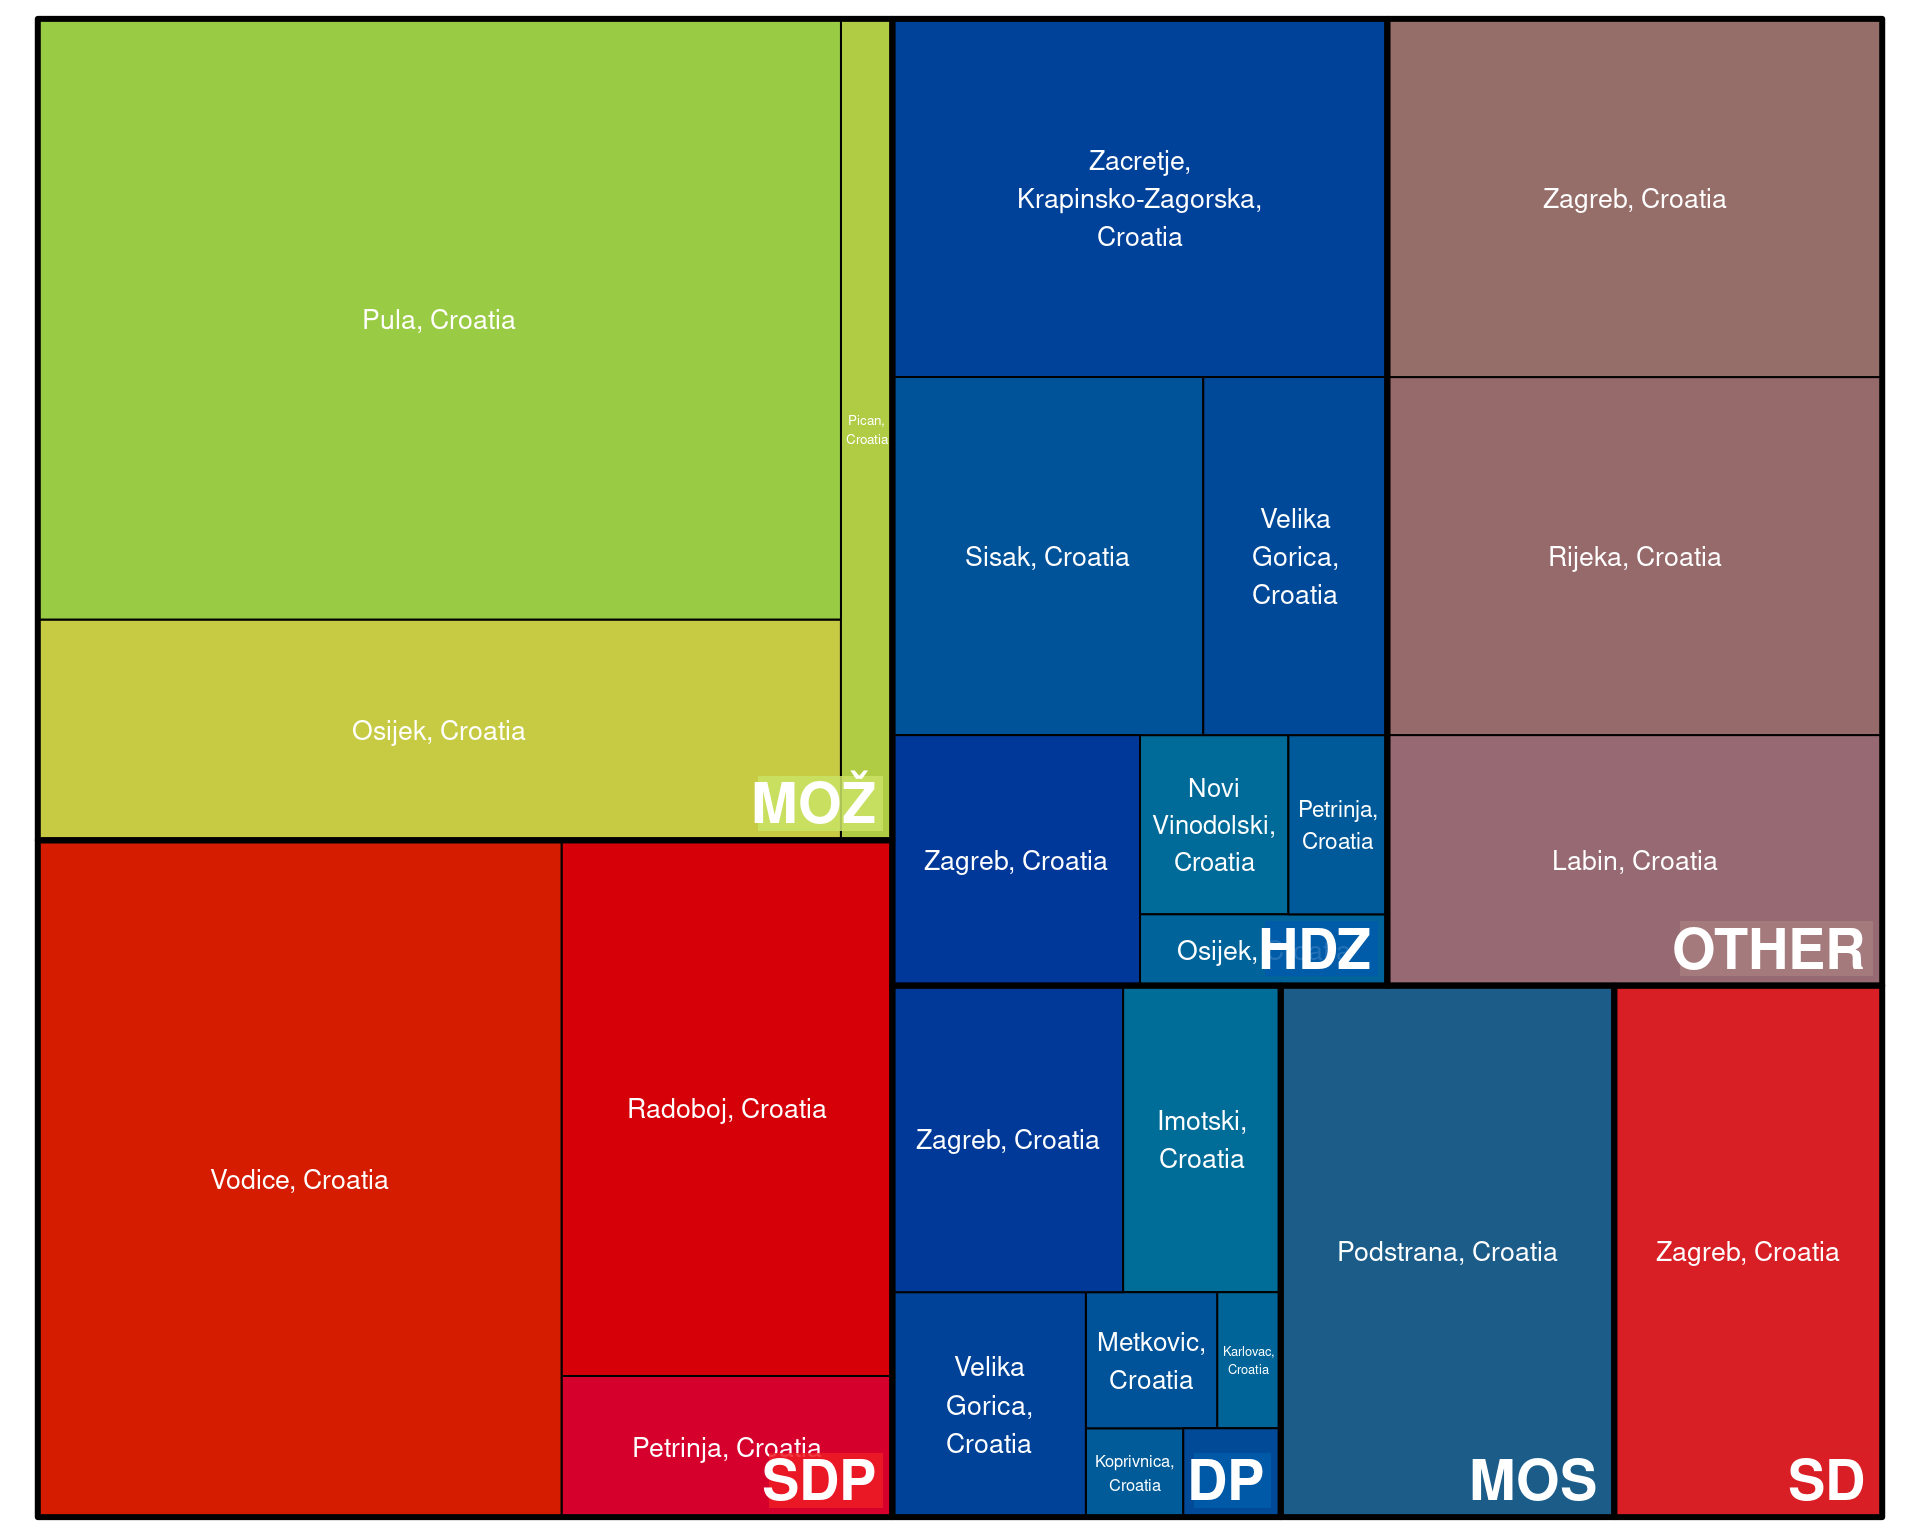 Pula, Croatia
Pican,
Croatia
Osijek, Croatia
MOŽ
Vodice, Croatia
Radoboj, Croatia
Petrinja, Croatia
SDP
Zacretje,
Krapinsko-Zagorska,
Croatia
Sisak, Croatia
Velika
Gorica,
Croatia
Zagreb, Croatia
Novi
Vinodolski,
Croatia
Petrinja,
Croatia
Osijek, Croatia
HDZ
Zagreb, Croatia
Rijeka, Croatia
Labin, Croatia
OTHER
Zagreb, Croatia
Imotski,
Croatia
Velika
Gorica,
Croatia
Metkovic,
Croatia
Karlovac,
Croatia
Koprivnica,
Croatia
DP
Podstrana, Croatia
MOS
Zagreb, Croatia
SD